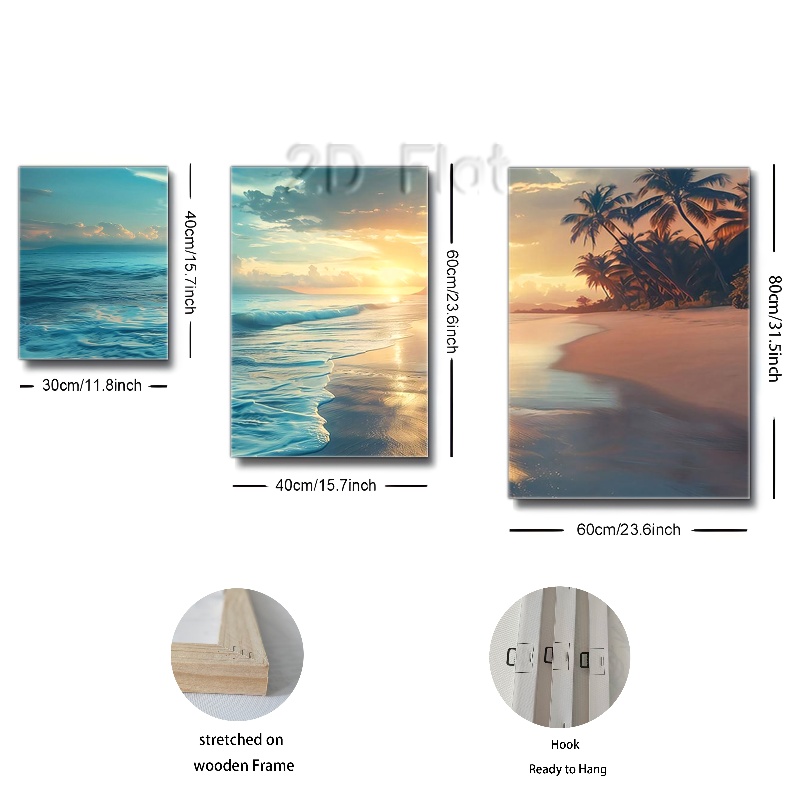 2D Flat
40cm/15.7inch
30cm/11.8inch
60cm/23.6inch
40cm/15.7inch
80cm/31.5inch
60cm/23.6inch
stretched on
wooden Frame
Hook
Ready to Hang